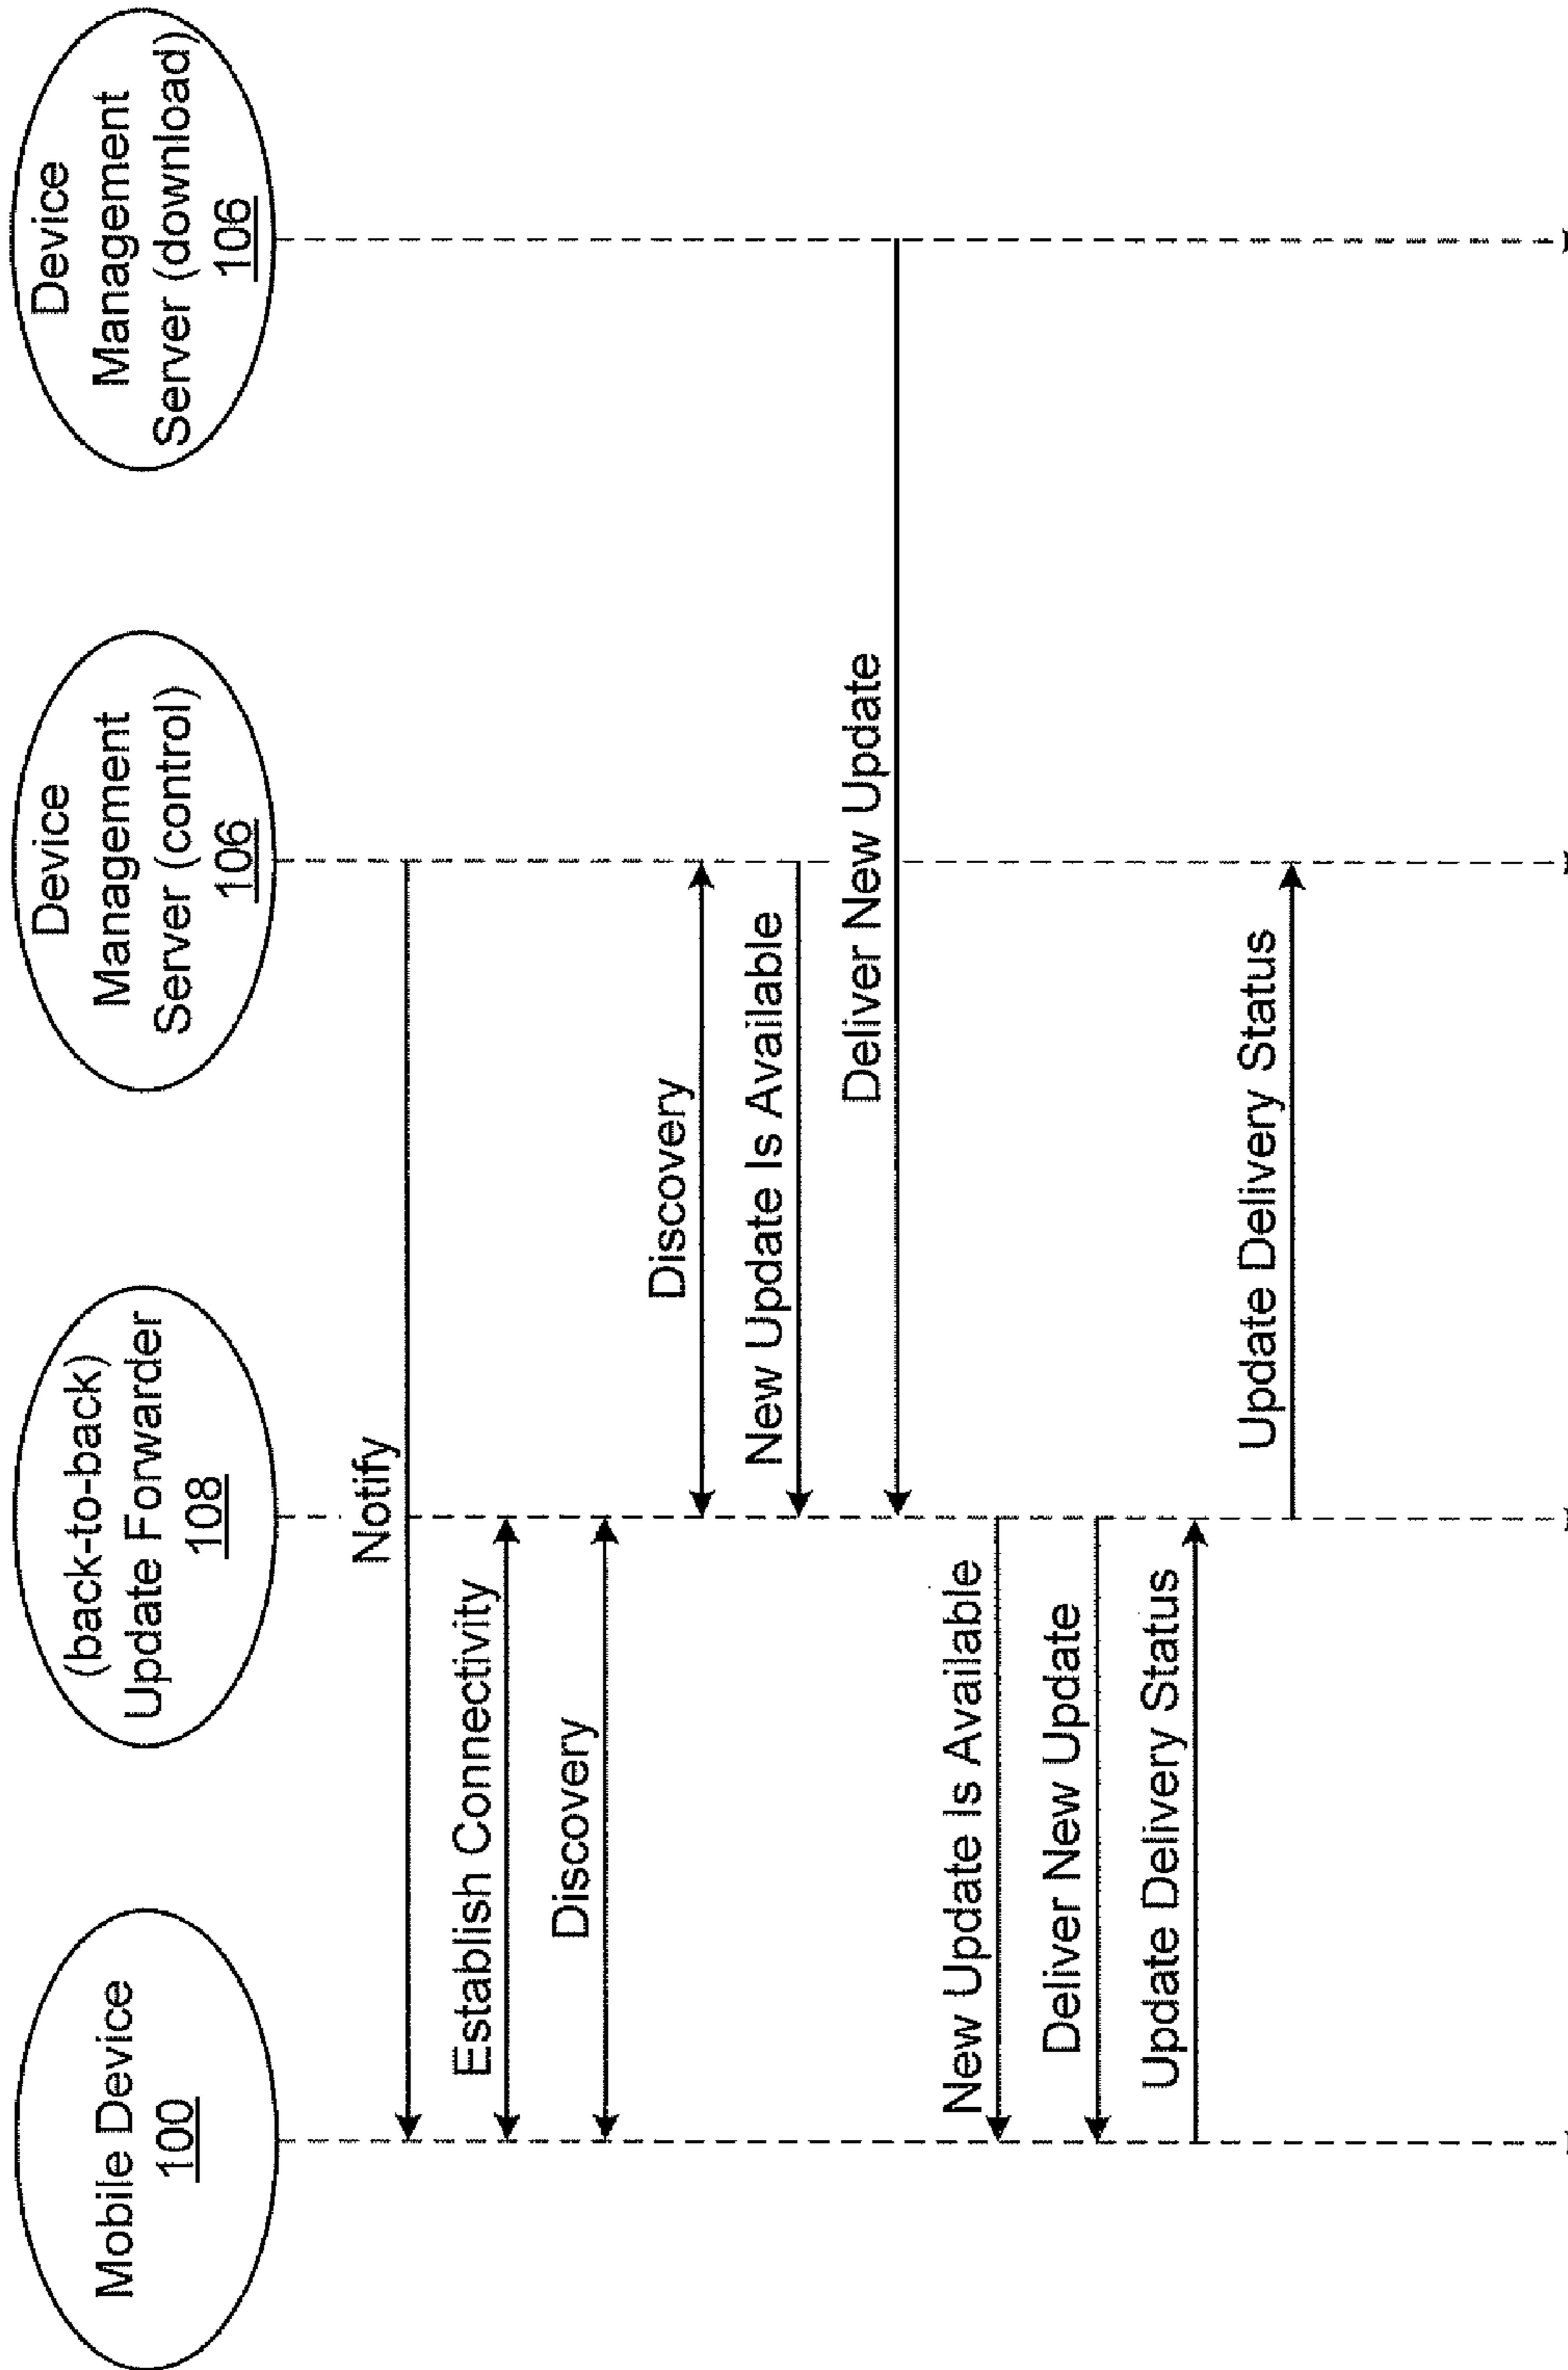 Mobile Device
100
(back-to-back)
Update Forwarder
108
Device
Management
Server (control)
106
Device
Management
Server (download)
106
Notify
Establish Connectivity
Discovery
Discovery
New Update Is Available
Deliver New Update
New Update Is Available
Deliver New Update
Update Delivery Status
Update Delivery Status